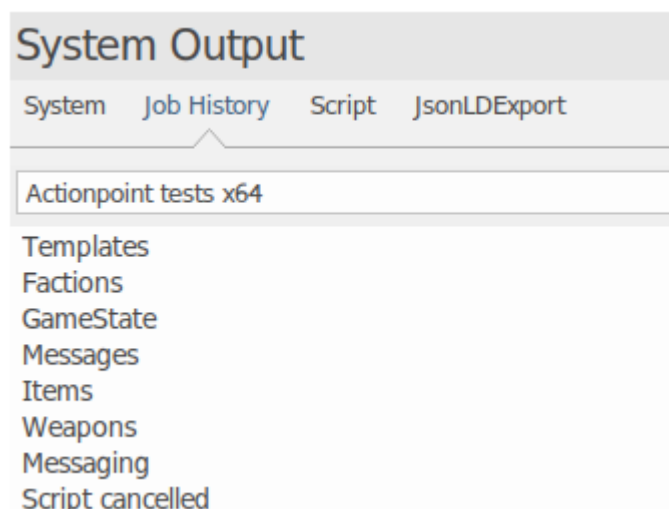 System Output
System Job History Script JsonLDExport
Actionpoint tests x64
Templates
Factions
GameState
Messages
Items
Weapons
Messaging
Script cancelled